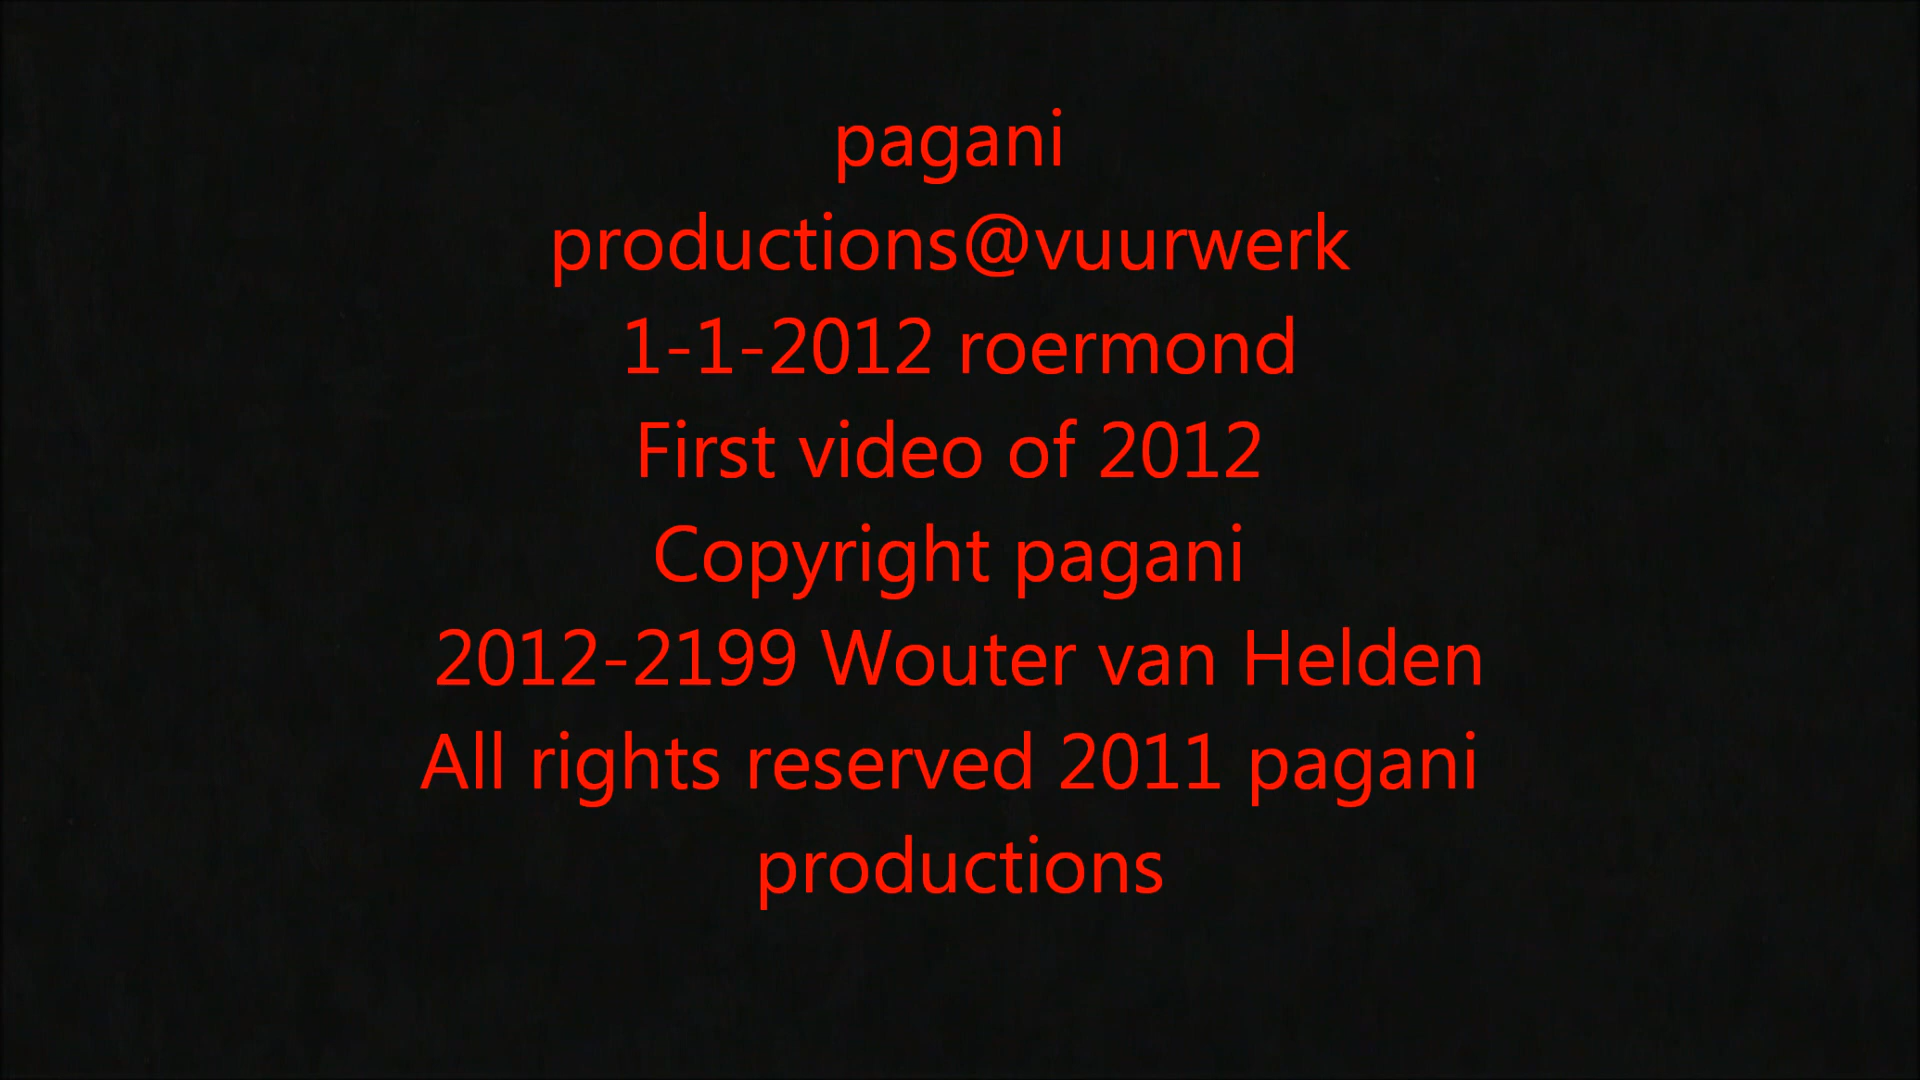 pagani
productions@vuurwerk
1-1-2012 roermond
First video of 2012
Copyright pagani
2012-2199 Wouter van Helden
All rights reserved 2011 pagani
productions